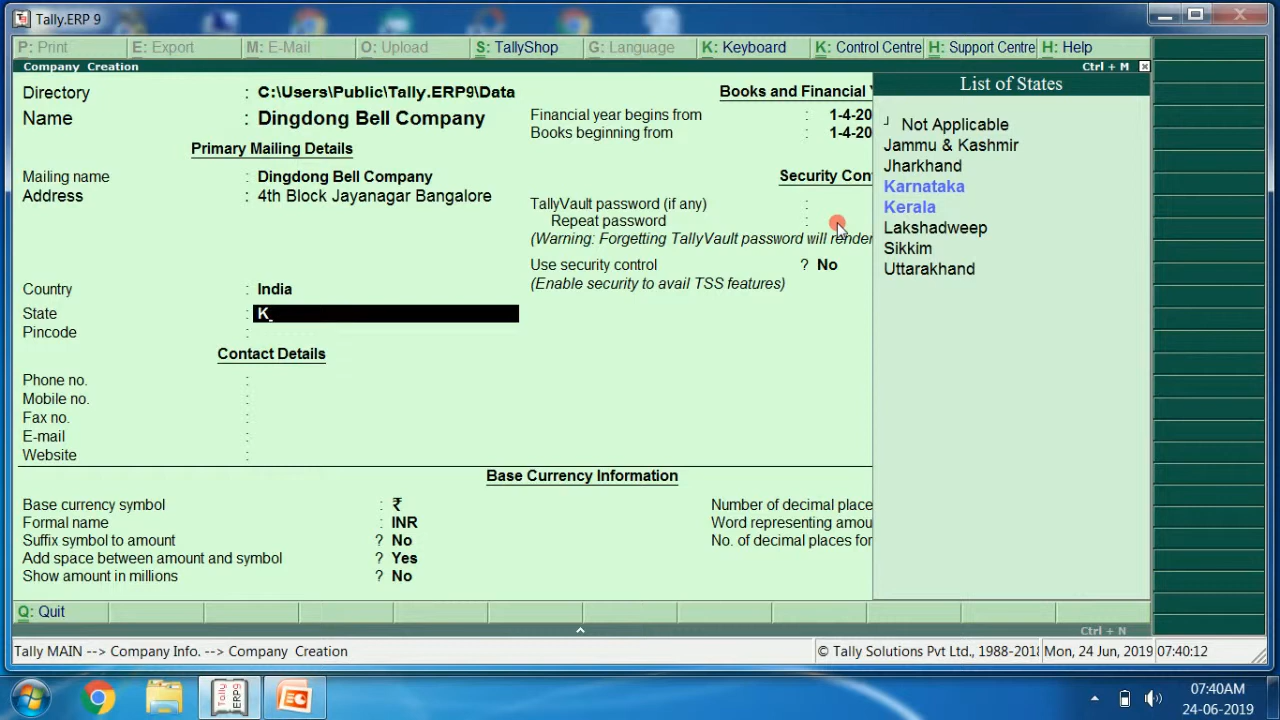 Tally.ERP 9
P: Print E: Export M: E-Mail O: Upload S: TallyShop G: Language K: Keyboard K: Control Centre H: Support Centre H: Help
Company Creation Ctrl + M
Directory : C:\Users\Public\Tally.ERP9\Data
Name : Dingdong Bell Company
Primary Mailing Details
Mailing name : Dingdong Bell Company
Address : 4th Block Jayanagar Bangalore
Country : India
State : K
Pincode :
Contact Details
Phone no. :
Mobile no. :
Fax no. :
E-mail :
Website :
Books and Financial
Financial year begins from : 1-4-20
Books beginning from : 1-4-20
Security Con
TallyVault password (if any) :
Repeat password :
(Warning: Forgetting TallyVault password will render
Use security control ? No
(Enable security to avail TSS features)
List of States
Not Applicable
Jammu & Kashmir
Jharkhand
Karnataka
Kerala
Lakshadweep
Sikkim
Uttarakhand
Base Currency Information
Base currency symbol : ₹
Formal name : INR
Suffix symbol to amount ? No
Add space between amount and symbol ? Yes
Show amount in millions ? No
Number of decimal place
Word representing amou
No. of decimal places for
Q: Quit
Ctrl + N
Tally MAIN --> Company Info. --> Company Creation © Tally Solutions Pvt Ltd., 1988-2018 Mon, 24 Jun, 2019 07:40:12
Tally ERP9
07:40AM
24-06-2019